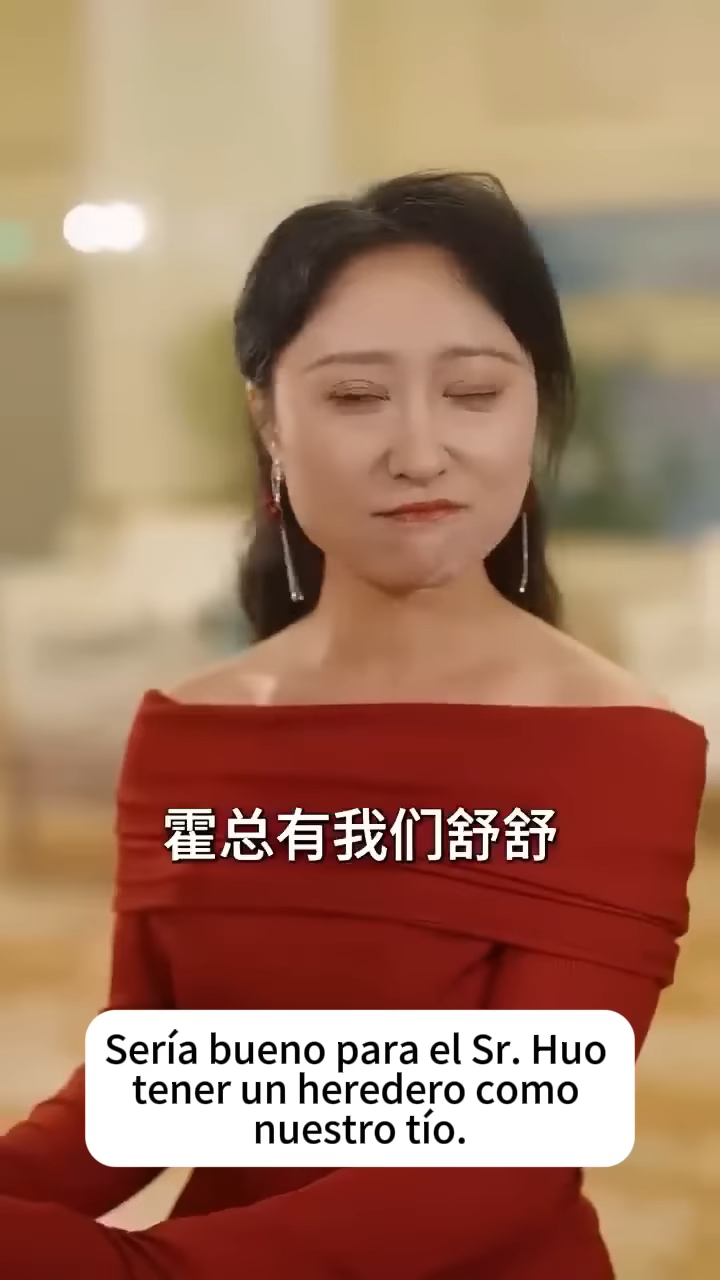 霍总有我们舒舒
Sería bueno para el Sr. Huo
tener un heredero como
nuestro tío.